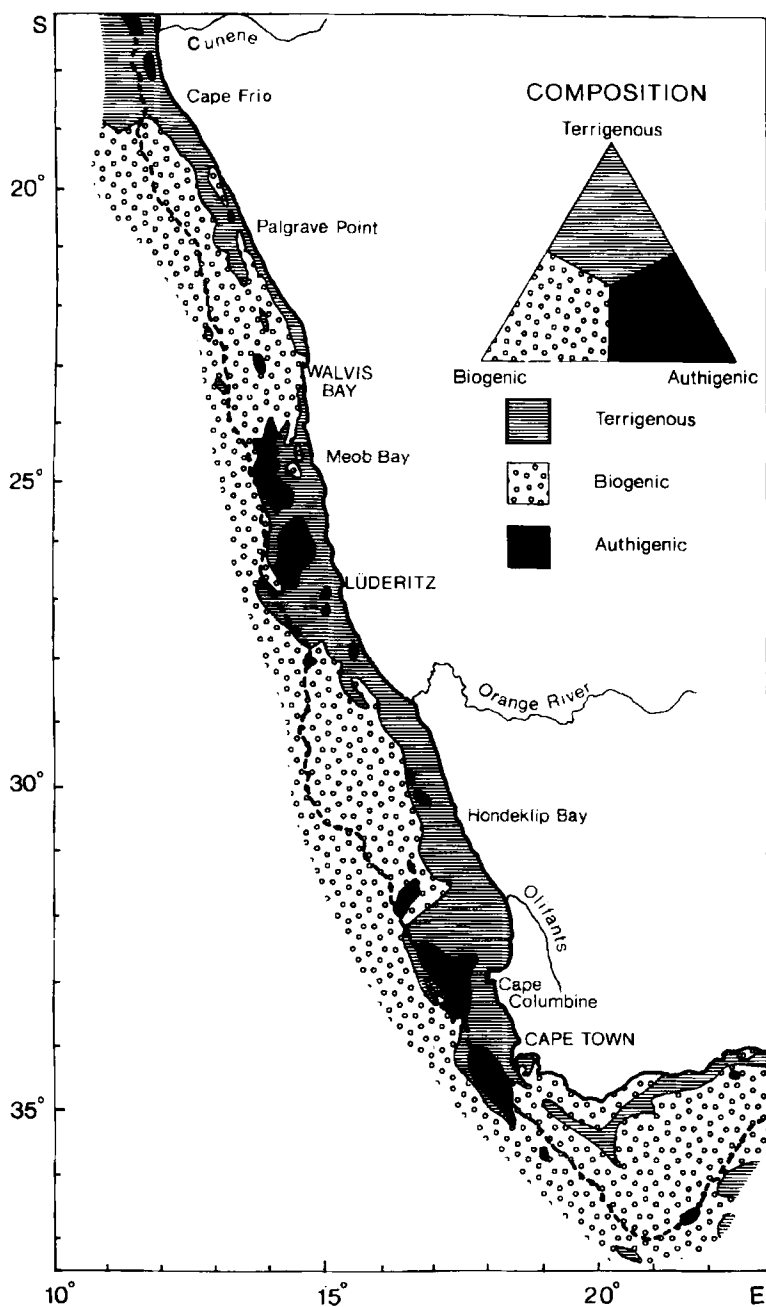 S
Cunene
Cape Frio
COMPOSITION
Terrigenous
20°
Palgrave Point
Biogenic
Authigenic
WALVIS
BAY
Terrigenous
Meob Bay
25°
Biogenic
Authigenic
LÜDERITZ
Orange River
30°
Hondeklip Bay
Olifants
Cape
Columbine
CAPE TOWN
35°
10°
15°
20°
E